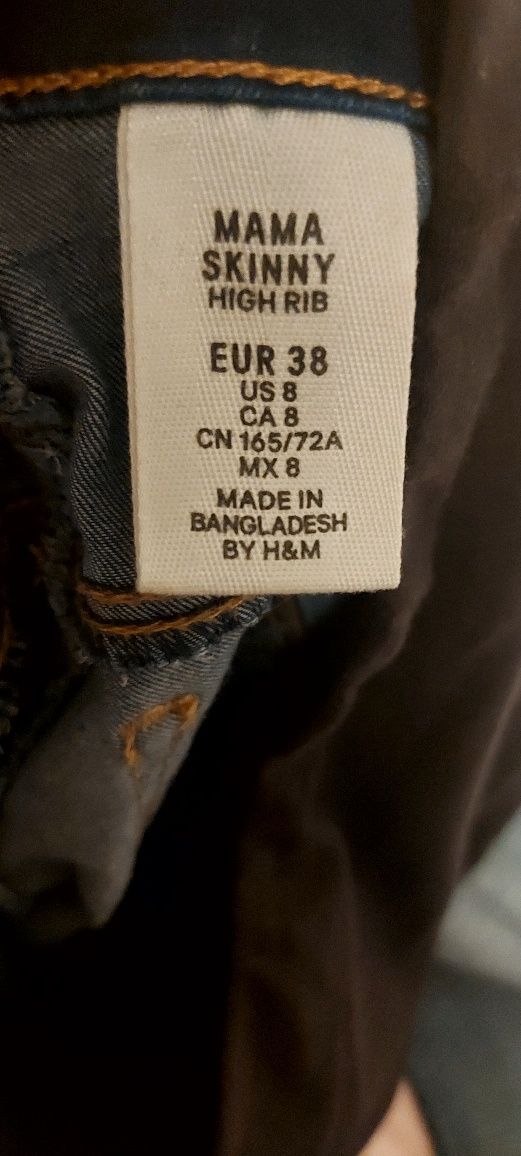 MAMA
SKINNY
HIGH RIB
EUR 38
US 8
CA 8
CN 165/72A
MX 8
MADE IN
BANGLADESH
BY H&M